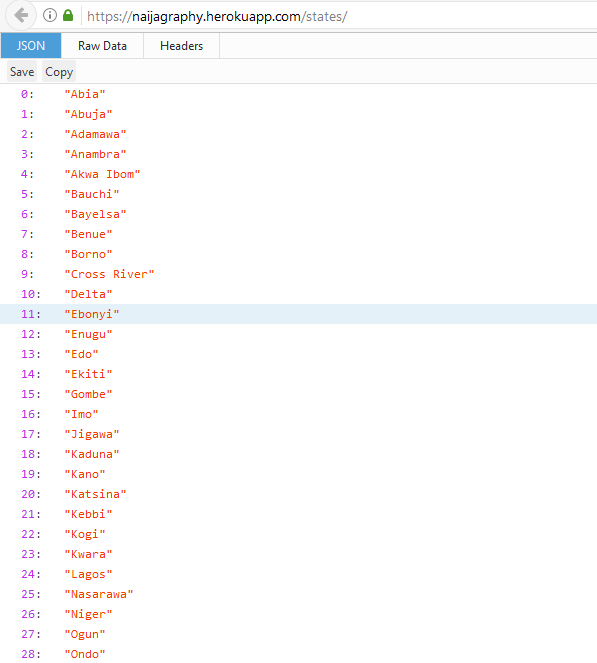 https://naijagraphy.herokuapp.com/states/
JSON Raw Data Headers
Save Copy
0: "Abia"
1: "Abuja"
2: "Adamawa"
3: "Anambra"
4: "Akwa Ibom"
5: "Bauchi"
6: "Bayelsa"
7: "Benue"
8: "Borno"
9: "Cross River"
10: "Delta"
11: "Ebonyi"
12: "Enugu"
13: "Edo"
14: "Ekiti"
15: "Gombe"
16: "Imo"
17: "Jigawa"
18: "Kaduna"
19: "Kano"
20: "Katsina"
21: "Kebbi"
22: "Kogi"
23: "Kwara"
24: "Lagos"
25: "Nasarawa"
26: "Niger"
27: "Ogun"
28: "Ondo"